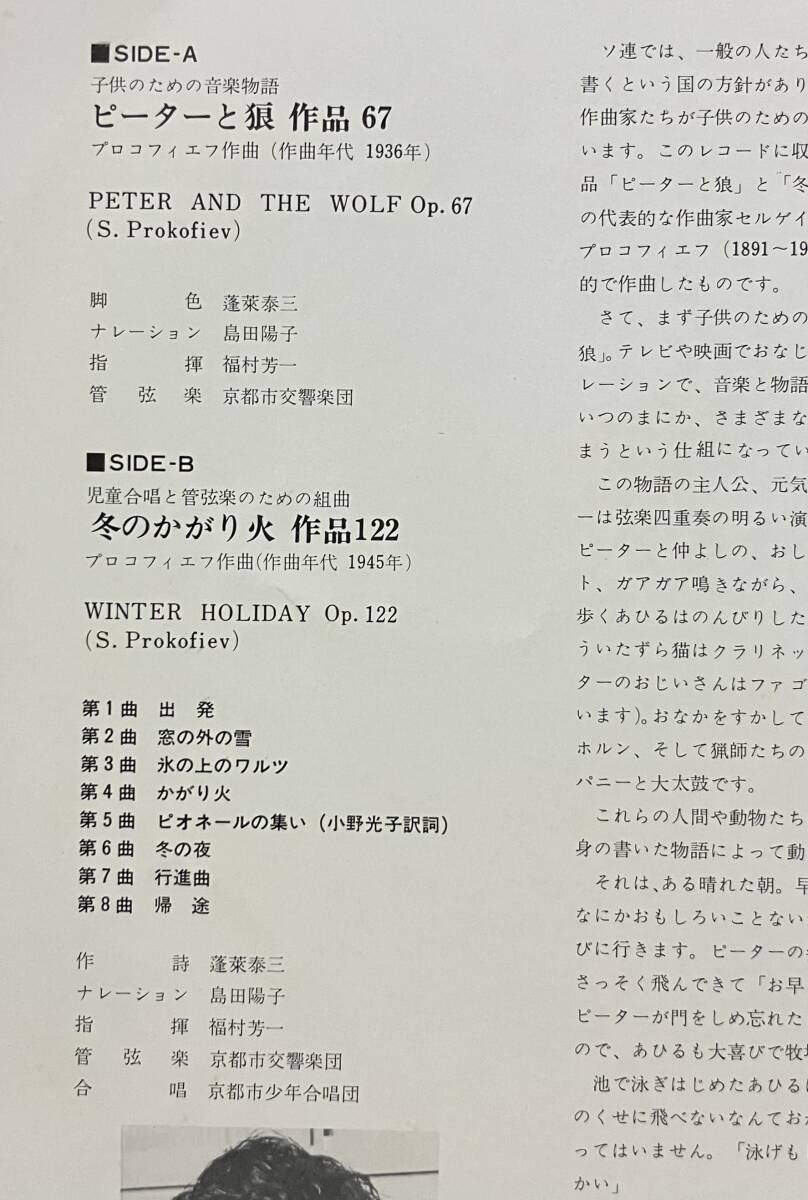 ■SIDE-A
子供のための音楽物語
ピーターと狼 作品 67
プロコフィエフ作曲 (作曲年代 1936年)
PETER AND THE WOLF Op. 67
(S. Prokofiev)
脚色 蓬萊泰三
ナレーション 島田陽子
指揮 福村芳一
管弦楽 京都市交響楽団
■SIDE-B
児童合唱と管弦楽のための組曲
冬のかがり火 作品122
プロコフィエフ作曲(作曲年代 1945年)
WINTER HOLIDAY Op. 122
(S. Prokofiev)
第1曲 出発
第2曲 窓の外の雪
第3曲 氷の上のワルツ
第4曲 かがり火
第5曲 ピオネールの集い (小野光子訳詞)
第6曲 冬の夜
第7曲 行進曲
第8曲 帰途
作詩 蓬萊泰三
ナレーション 島田陽子
指揮 福村芳一
管弦楽 京都市交響楽団
合唱 京都市少年合唱団
ソ連では、一般の人たち
書くという国の方針があり
作曲家たちが子供のための
います。このレコードに収
品「ピーターと狼」と「冬
の代表的な作曲家セルゲイ
プロコフィエフ (1891〜19
的で作曲したものです。
さて、まず子供のための
狼」。テレビや映画でおなじ
レーションで、音楽と物語
いつのまにか、さまざまな
まうという仕組になってい
この物語の主人公、元気
ーは弦楽四重奏の明るい演
ピーターと仲よしの、おし
ト、ガアガア鳴きながら、
歩くあひるはのんびりした
ういたずら猫はクラリネッ
ターのおじいさんはファゴ
います)。おなかをすかして
ホルン、そして猟師たちの
パニーと大太鼓です。
これらの人間や動物たち
身の書いた物語によって動
それは、ある晴れた朝。早
なにかおもしろいことない
びに行きます。ピーターの
さっそく飛んできて「お早
ピーターが門をしめ忘れた
ので、あひるも大喜びで牧
池で泳ぎはじめたあひる
のくせに飛べないなんてお
ってはいません。「泳げも
かい」